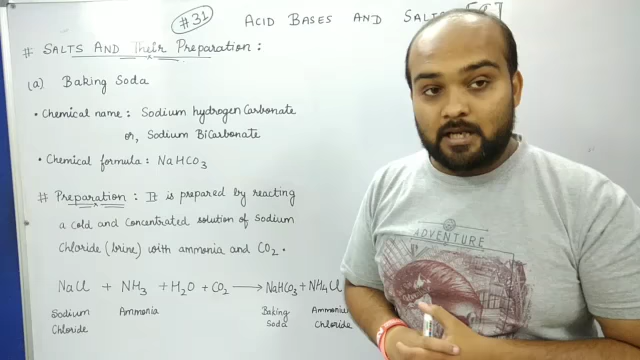 #31
ACID BASES AND SALTS
# SALTS AND Their PREPARATION :
(a) Baking Soda
• Chemical name : Sodium hydrogen Carbonate
or, Sodium BiCarbonate
• Chemical formula : NaHCO3
# Preparation : It is prepared by reacting
a cold and concentrated solution of Sodium
Chloride (brine) with ammonia and CO2 .
NaCl + NH3 + H2O + CO2 → NaHCO3 + NH4Cl
Sodium Chloride
Ammonia
Baking Soda
Ammonium Chloride
ADVENTURE